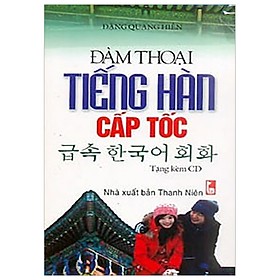 ĐẶNG QUANG HIỂN
ĐÀM THOẠI
TIẾNG HÀN
CẤP TỐC
급속 한국어 회화
Tặng kèm CD
Nhà xuất bản Thanh Niên